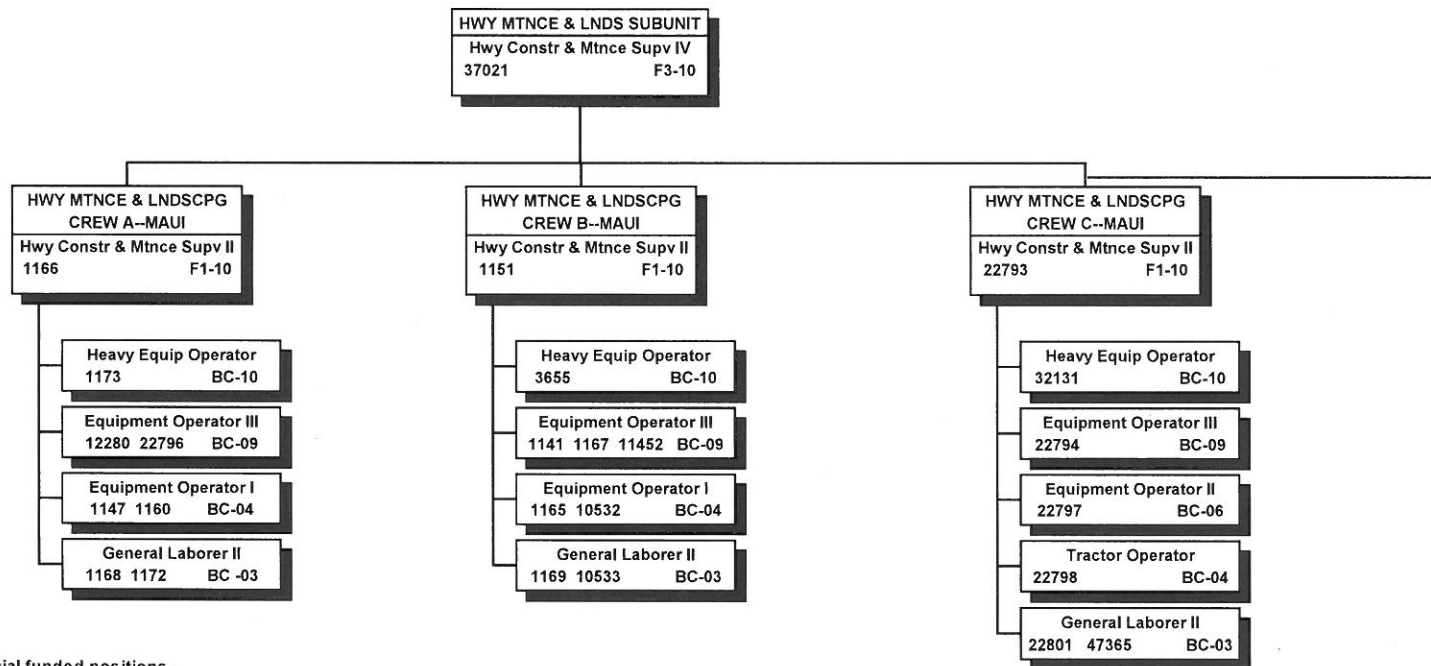 HWY MTNCE & LNDS SUBUNIT
Hwy Constr & Mtnce Supv IV
37021 F3-10
HWY MTNCE & LNDSCPG
CREW A--MAUI
Hwy Constr & Mtnce Supv II
1166 F1-10
Heavy Equip Operator
1173 BC-10
Equipment Operator III
12280 22796 BC-09
Equipment Operator I
1147 1160 BC-04
General Laborer II
1168 1172 BC -03
HWY MTNCE & LNDSCPG
CREW B--MAUI
Hwy Constr & Mtnce Supv II
1151 F1-10
Heavy Equip Operator
3655 BC-10
Equipment Operator III
1141 1167 11452 BC-09
Equipment Operator I
1165 10532 BC-04
General Laborer II
1169 10533 BC-03
HWY MTNCE & LNDSCPG
CREW C--MAUI
Hwy Constr & Mtnce Supv II
22793 F1-10
Heavy Equip Operator
32131 BC-10
Equipment Operator III
22794 BC-09
Equipment Operator II
22797 BC-06
Tractor Operator
22798 BC-04
General Laborer II
22801 47365 BC-03
funded positions